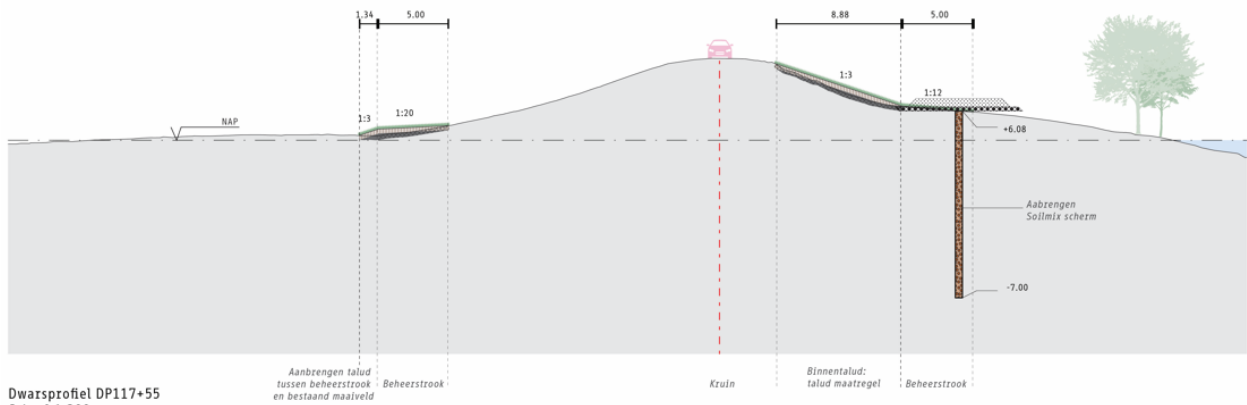 1.34
5.00
8.88
5.00
1:3
1:12
NAP
1:3
1:20
+6.08
Aabrengen
Soilmix scherm
-7.00
Aanbrengen talud
tussen beheerstrook
en bestaand maaiveld
Beheerstrook
Kruin
Binnentalud:
talud maatregel
Beheerstrook
Dwarsprofiel DP117+55